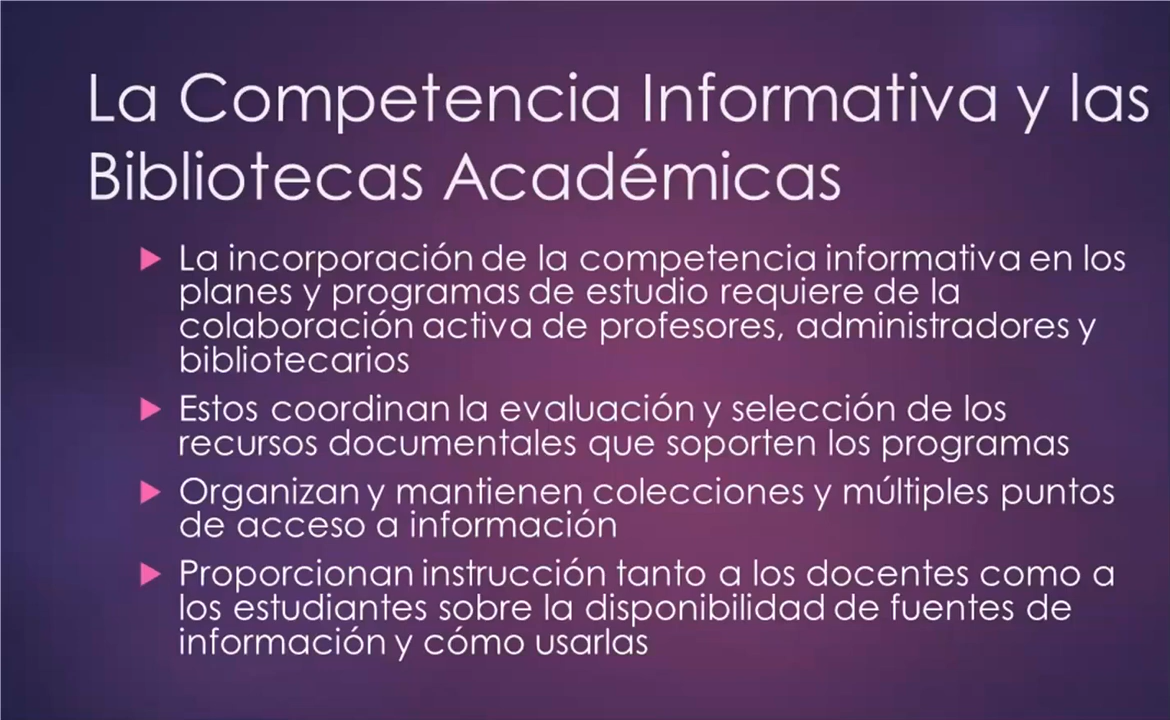 La Competencia Informativa y las
Bibliotecas Académicas
La incorporación de la competencia informativa en los
planes y programas de estudio requiere de la
colaboración activa de profesores, administradores y
bibliotecarios
Estos coordinan la evaluación y selección de los
recursos documentales que soporten los programas
Organizan y mantienen colecciones y múltiples puntos
de acceso a información
Proporcionan instrucción tanto a los docentes como a
los estudiantes sobre la disponibilidad de fuentes de
información y cómo usarlas